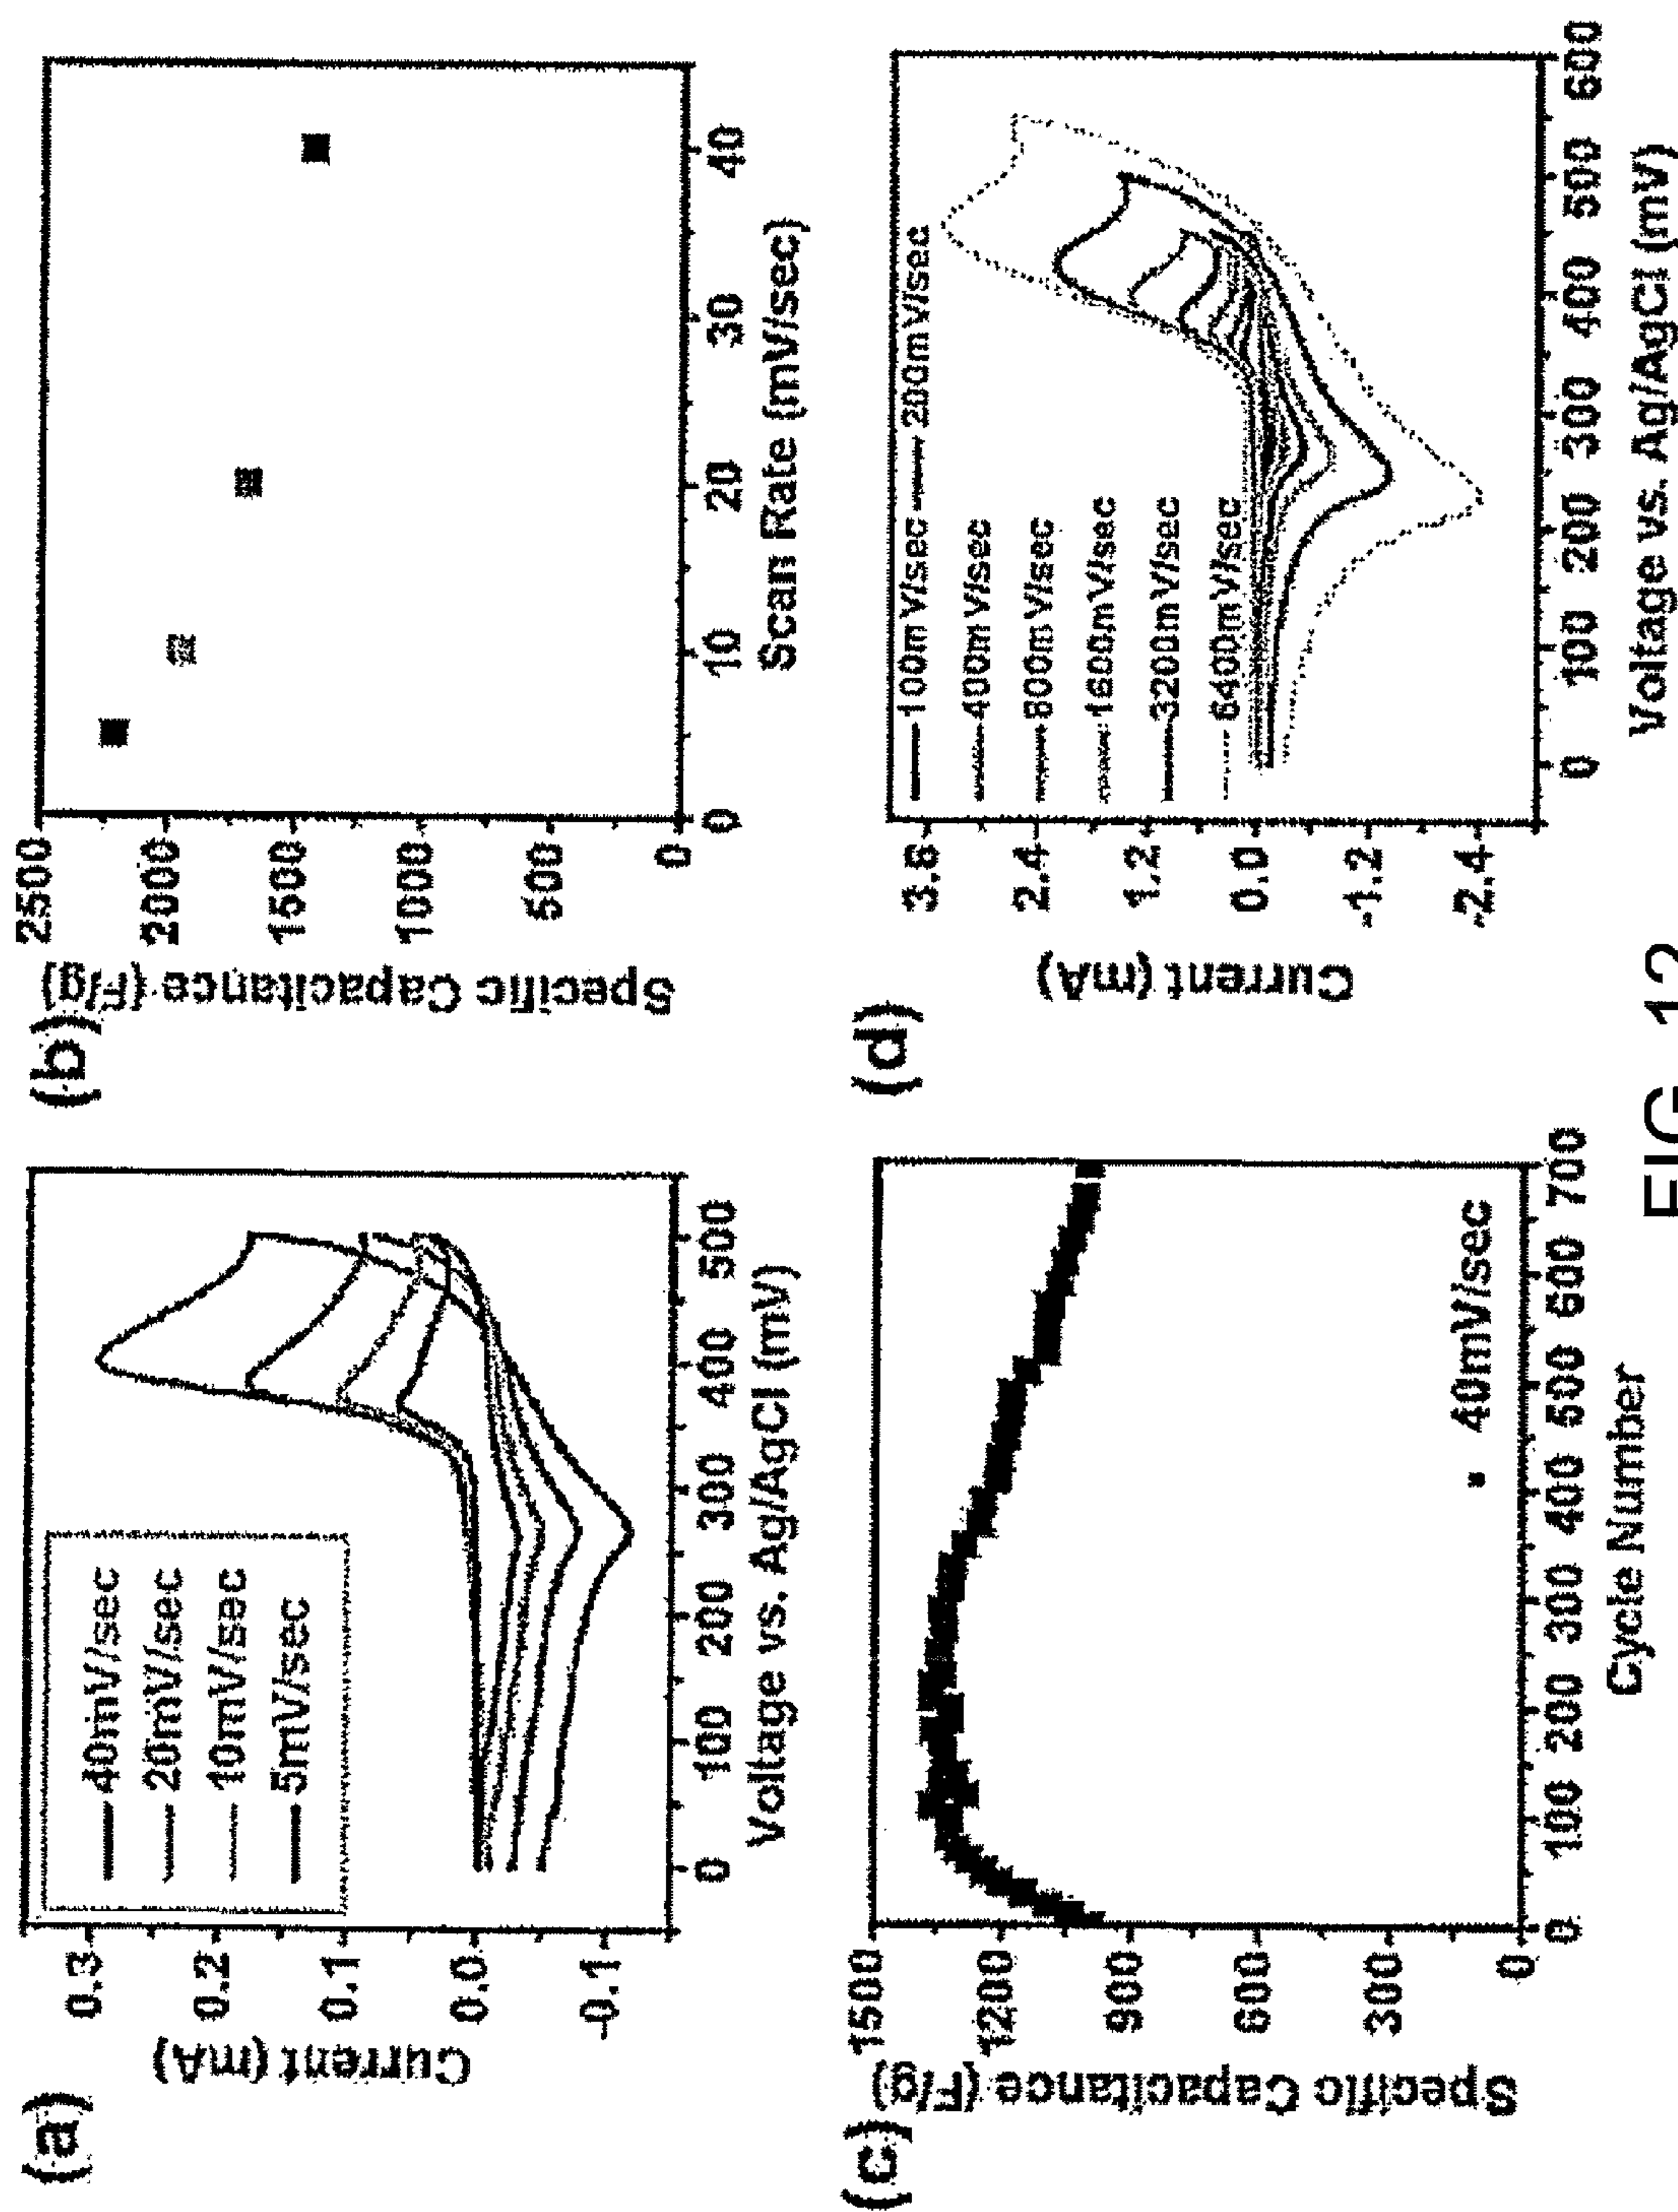 (a)
Current (mA)
0.3
0.2
0.1
0.0
-0.1
40mV/sec
20mV/sec
10mV/sec
5mV/sec
0 100 200 300 400 500
Voltage vs. Ag/AgCl (mV)
(b)
Specific Capacitance (F/g)
2500
2000
1500
1000
500
0
0 10 20 30 40
Scan Rate (mV/sec)
(c)
Specific Capacitance (F/g)
1500
1200
900
600
300
0
40mV/sec
0 100 200 300 400 500 600 700
Cycle Number
(d)
Current (mA)
3.6
2.4
1.2
0.0
-1.2
-2.4
100mV/sec 200mV/sec
400mV/sec
800mV/sec
1600mV/sec
3200mV/sec
6400mV/sec
0 100 200 300 400 500 600
Voltage vs. Ag/AgCl (mV)
FIG. 12